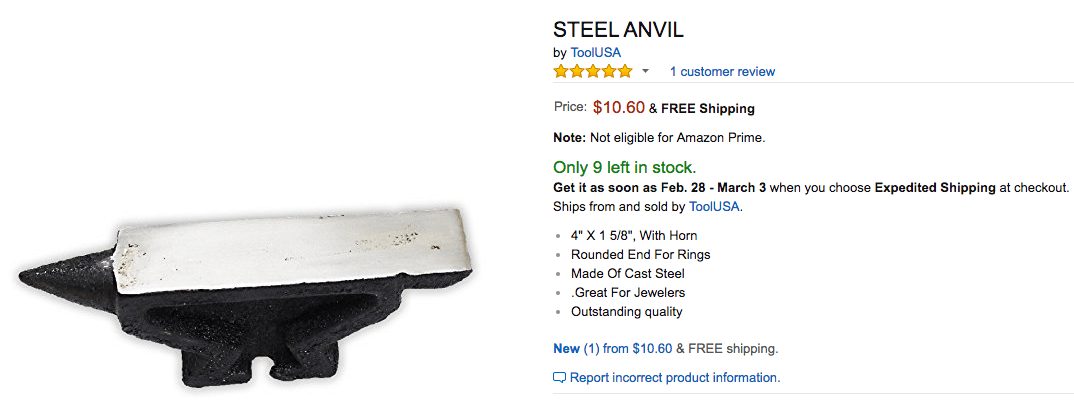 STEEL ANVIL
by ToolUSA
1 customer review
Price: $10.60 & FREE Shipping
Note: Not eligible for Amazon Prime.
Only 9 left in stock.
Get it as soon as Feb. 28 - March 3 when you choose Expedited Shipping at checkout.
Ships from and sold by ToolUSA.
4" X 1 5/8", With Horn
Rounded End For Rings
Made Of Cast Steel
.Great For Jewelers
Outstanding quality
New (1) from $10.60 & FREE shipping.
Report incorrect product information.